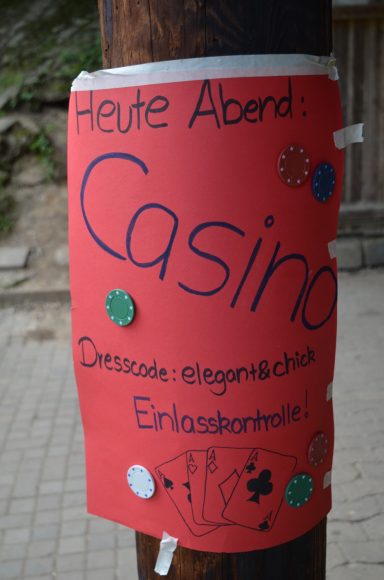 Heute Abend:
Casino
Dresscode: elegant&chick
Einlasskontrolle!
A A A A